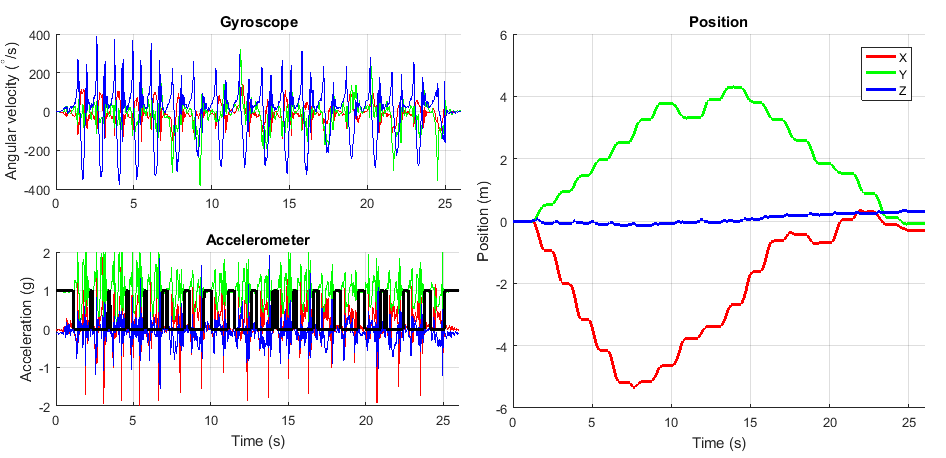 Gyroscope
Angular velocity (°/s)
400
200
0
-200
-400
0 5 10 15 20 25
Accelerometer
Acceleration (g)
2
1
0
-1
-2
0 5 10 15 20 25
Time (s)
Position
Position (m)
6
4
2
0
-2
-4
-6
0 5 10 15 20 25
Time (s)
X
Y
Z